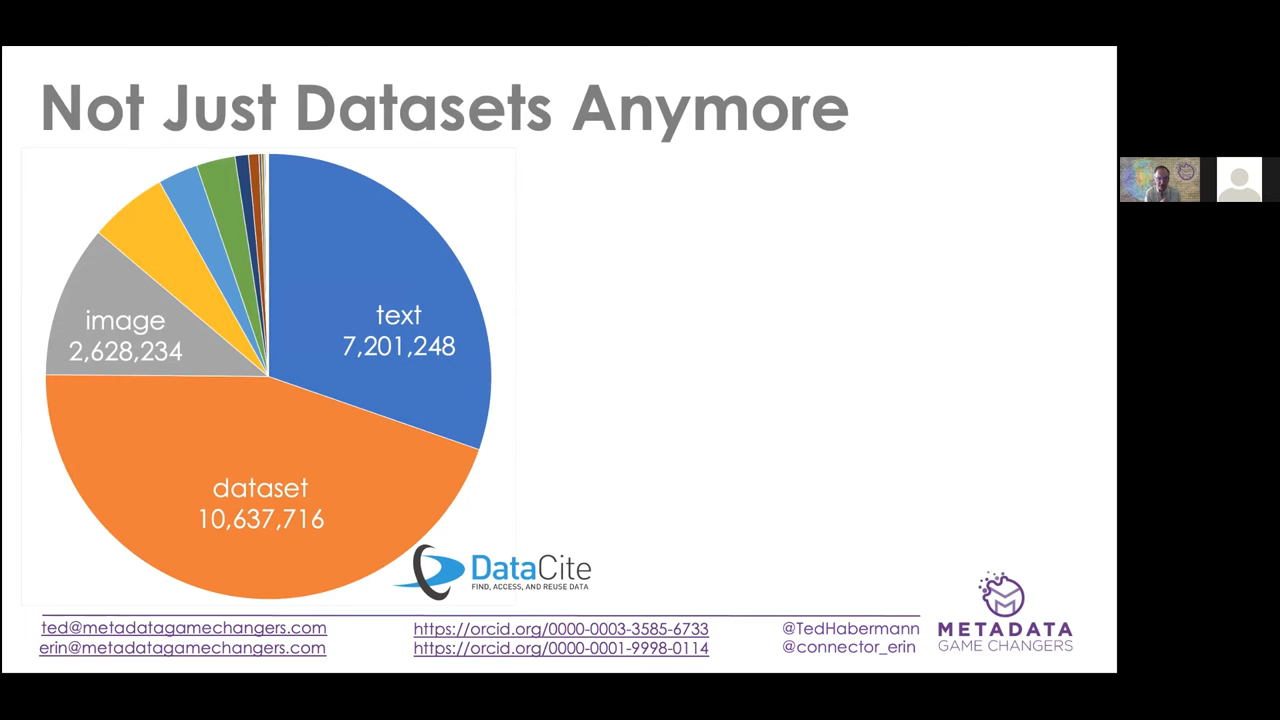 Not Just Datasets Anymore
image
2,628,234
text
7,201,248
dataset
10,637,716
DataCite
FIND, ACCESS, AND REUSE DATA
ted@metadatagamechangers.com
erin@metadatagamechangers.com
https://orcid.org/0000-0003-3585-6733
https://orcid.org/0000-0001-9998-0114
@TedHabermann
@connector_erin
METADATA
GAME CHANGERS